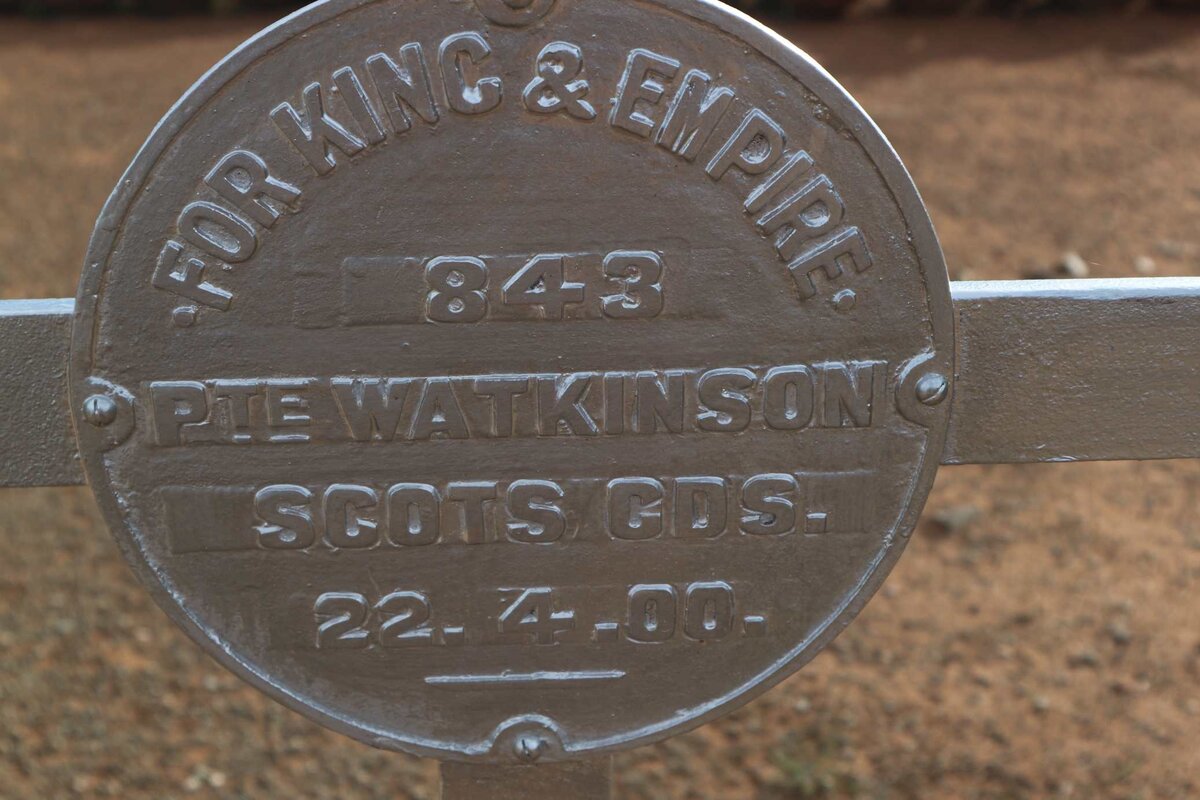 ·FOR KING & EMPIRE·
843
PTE WATKINSON
SCOTS GDS.
22. 4 .00.